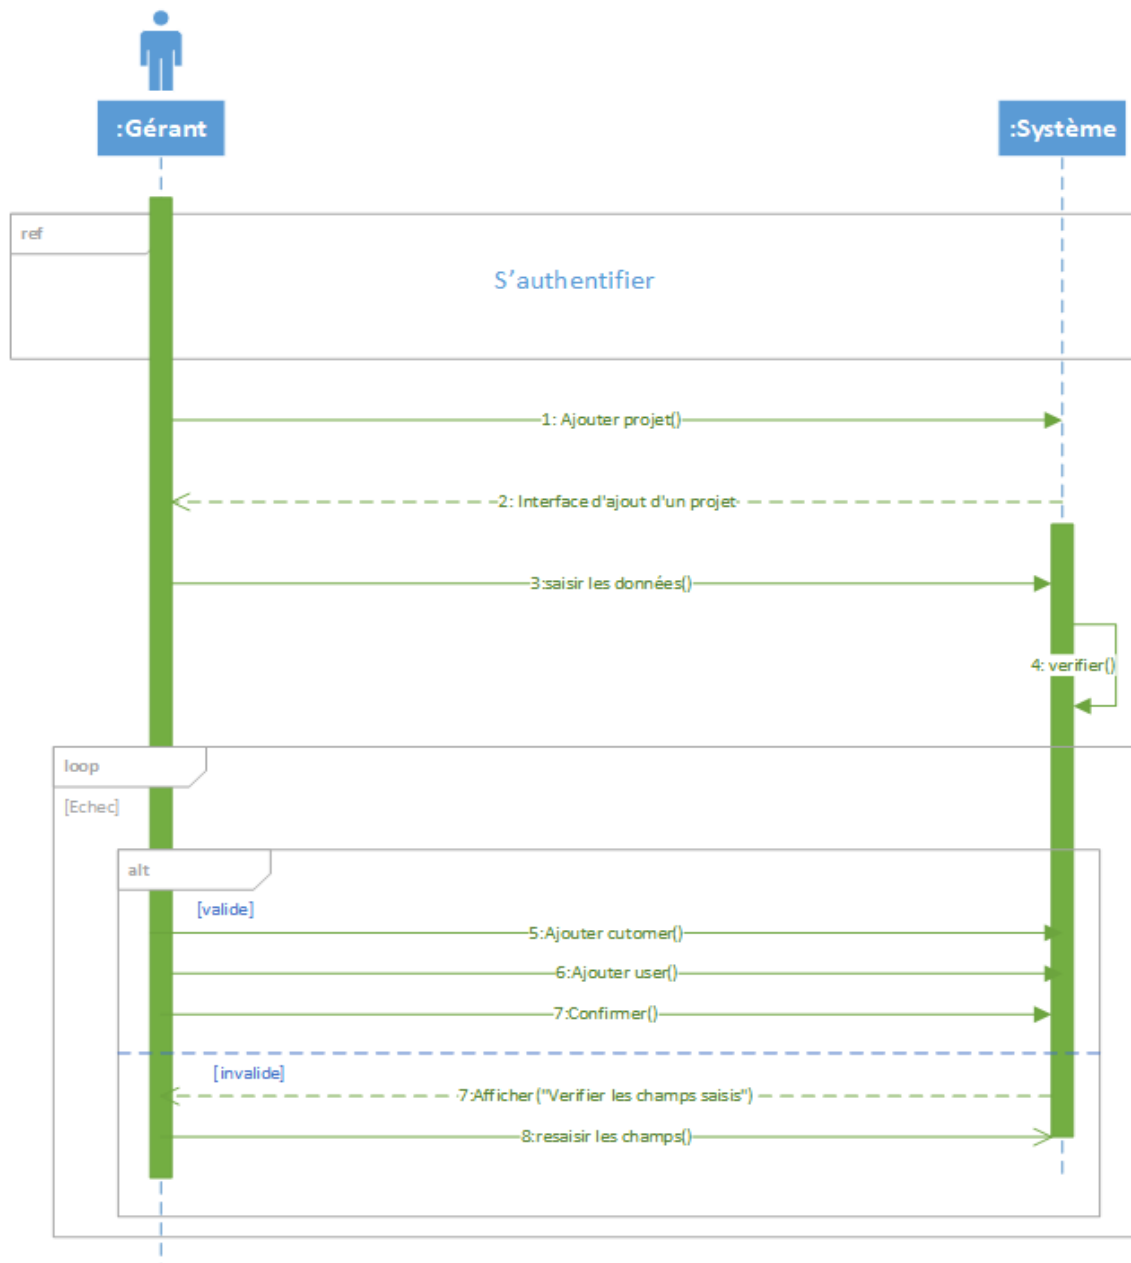 :Gérant
:Système
ref
S'authentifier
1: Ajouter projet()
2: Interface d'ajout d'un projet
3:saisir les données()
4: verifier()
loop
[Echec]
alt
[valide]
5:Ajouter cutomer()
6:Ajouter user()
7:Confirmer()
[invalide]
7:Afficher("Verifier les champs saisis")
8:resaisir les champs()